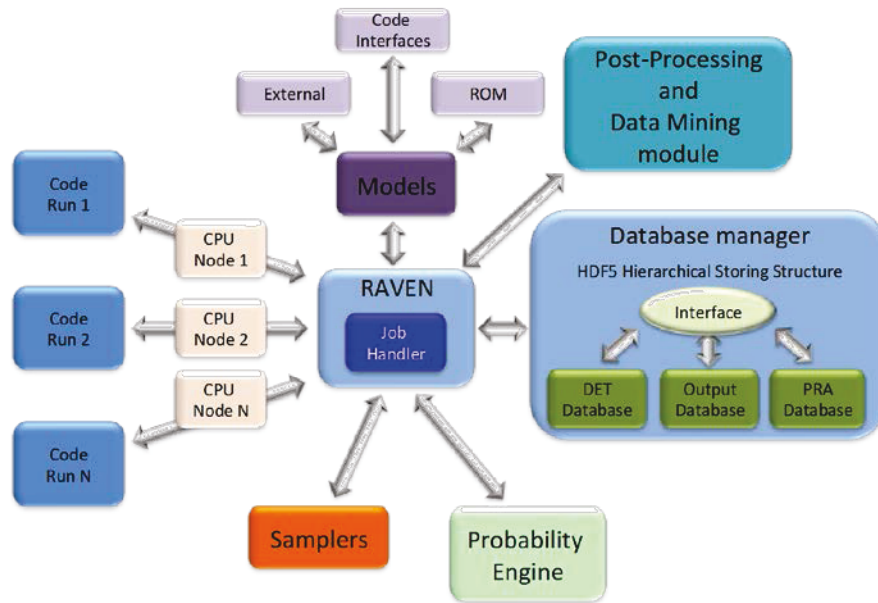 Code
Interfaces
External
ROM
Models
Post-Processing
and
Data Mining
module
Code
Run 1
CPU
Node 1
Code
Run 2
CPU
Node 2
Code
Run N
CPU
Node N
RAVEN
Job
Handler
Database manager
HDF5 Hierarchical Storing Structure
Interface
DET
Database
Output
Database
PRA
Database
Samplers
Probability
Engine